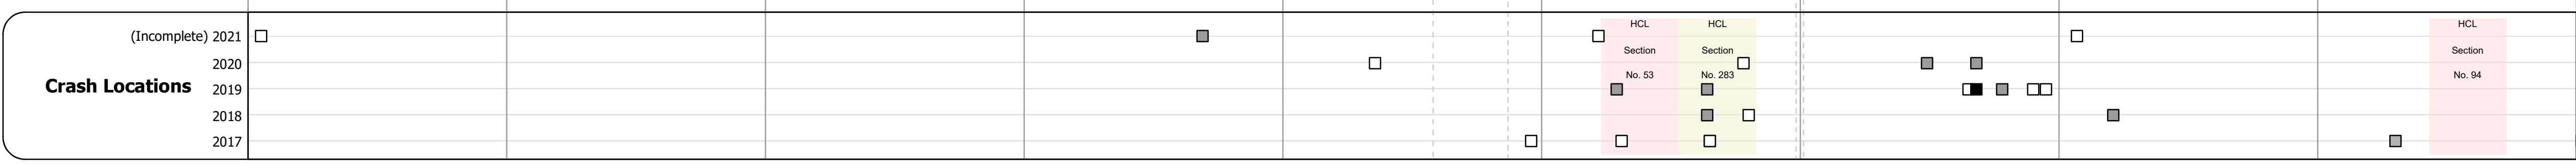 Crash Locations
(Incomplete) 2021
2020
2019
2018
2017
HCL
Section
No. 53
HCL
Section
No. 283
HCL
Section
No. 94